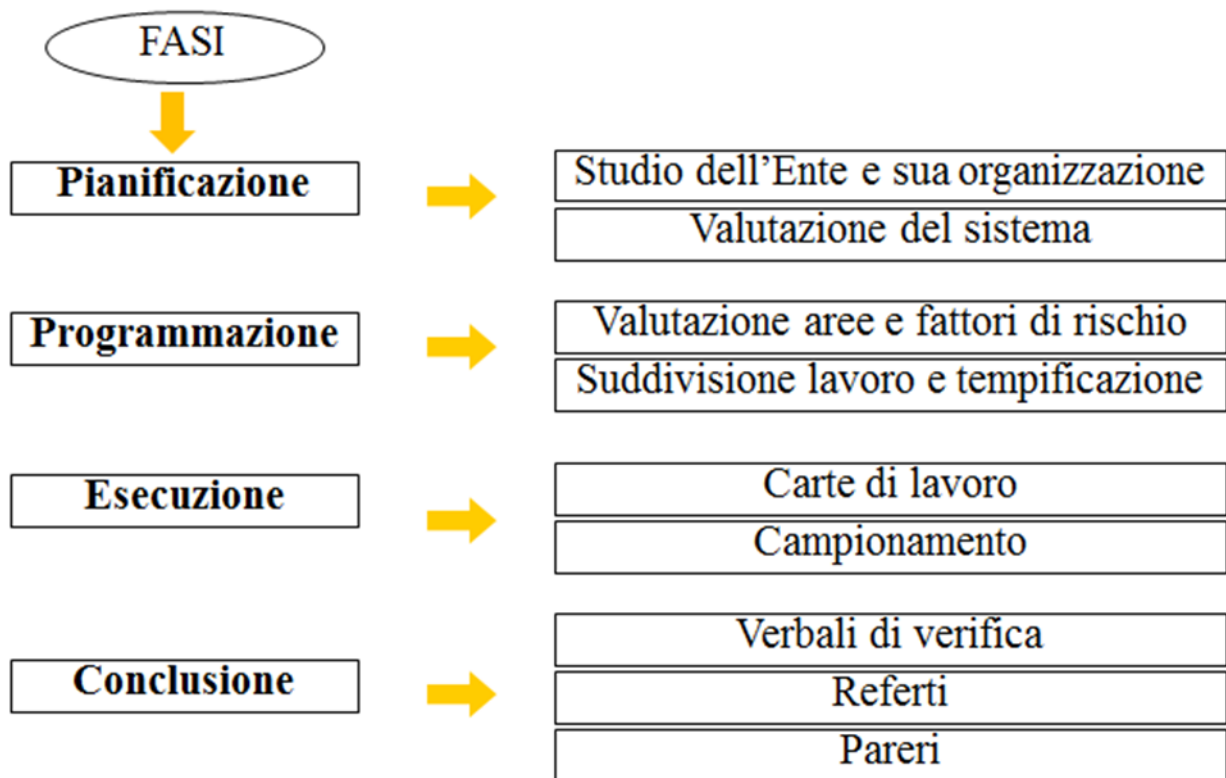 FASI
Pianificazione
Studio dell’Ente e sua organizzazione
Valutazione del sistema
Programmazione
Valutazione aree e fattori di rischio
Suddivisione lavoro e tempificazione
Esecuzione
Carte di lavoro
Campionamento
Conclusione
Verbali di verifica
Referti
Pareri